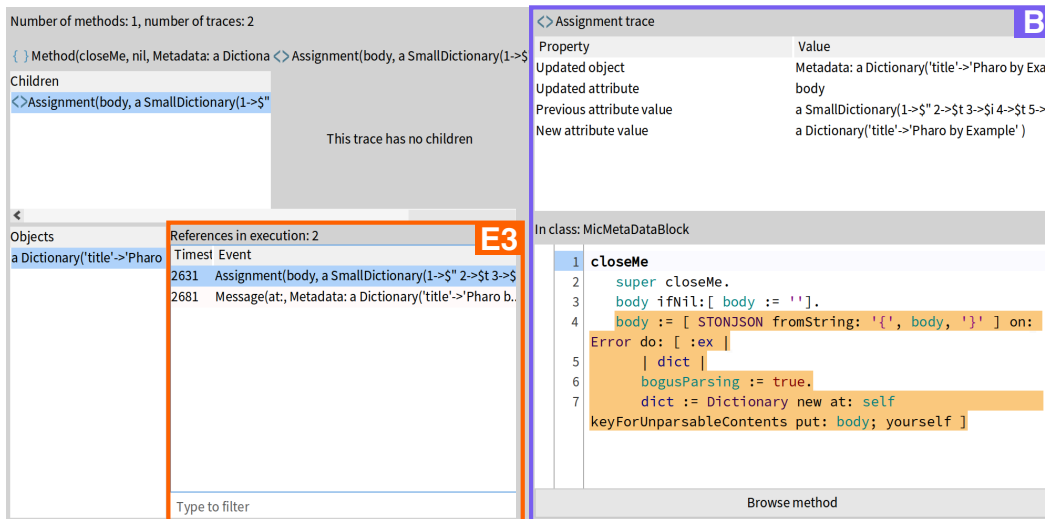 Number of methods: 1, number of traces: 2
{ } Method(closeMe, nil, Metadata: a Dictiona <> Assignment(body, a SmallDictionary(1->$
Children
<>Assignment(body, a SmallDictionary(1->$"
This trace has no children
Objects
a Dictionary('title'->'Pharo
References in execution: 2
E3
Timest Event
2631 Assignment(body, a SmallDictionary(1->$" 2->$t 3->$
2681 Message(at:, Metadata: a Dictionary('title'->'Pharo b..
Type to filter
<> Assignment trace
B
Property Value
Updated object Metadata: a Dictionary('title'->'Pharo by Exa
Updated attribute body
Previous attribute value a SmallDictionary(1->$" 2->$t 3->$i 4->$t 5->
New attribute value a Dictionary('title'->'Pharo by Example' )
In class: MicMetaDataBlock
1 closeMe
2 super closeMe.
3 body ifNil:[ body := ''].
4 body := [ STONJSON fromString: '{', body, '}' ] on:
Error do: [ :ex |
5 | dict |
6 bogusParsing := true.
7 dict := Dictionary new at: self
keyForUnparsableContents put: body; yourself ]
Browse method